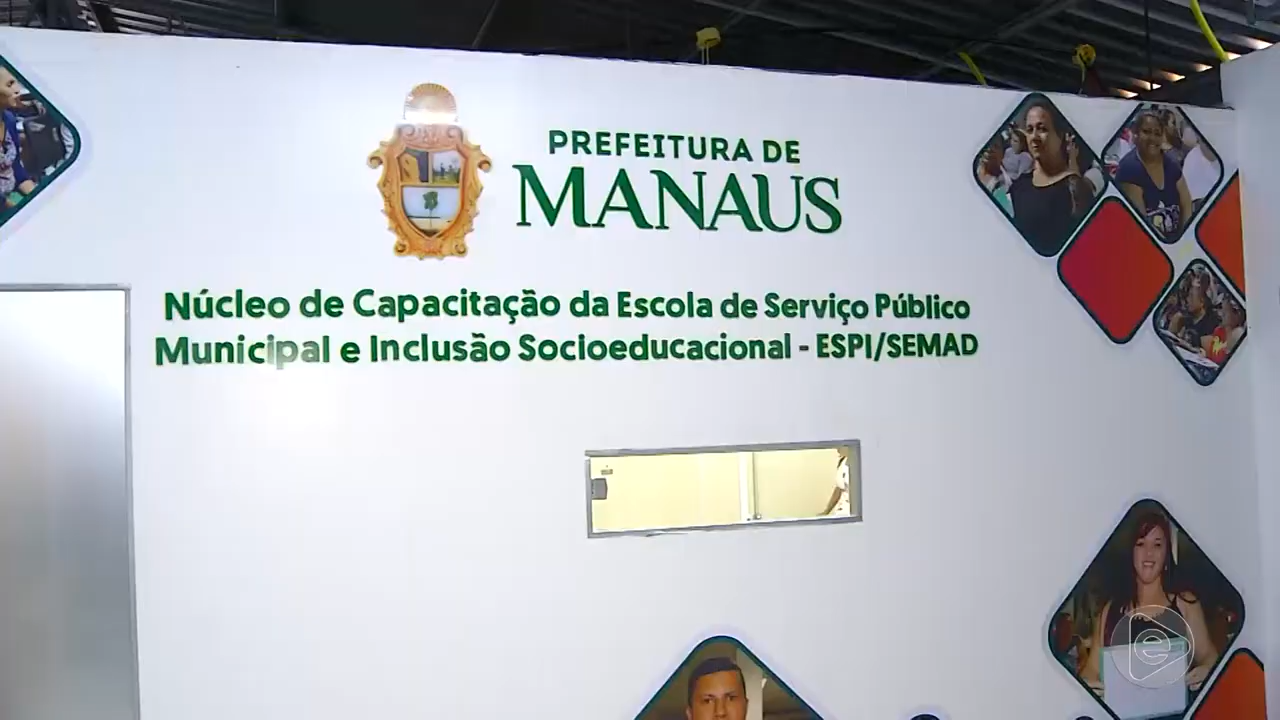 PREFEITURA DE
MANAUS
Núcleo de Capacitação da Escola de Serviço Público
Municipal e Inclusão Socioeducacional - ESPI/SEMAD
e